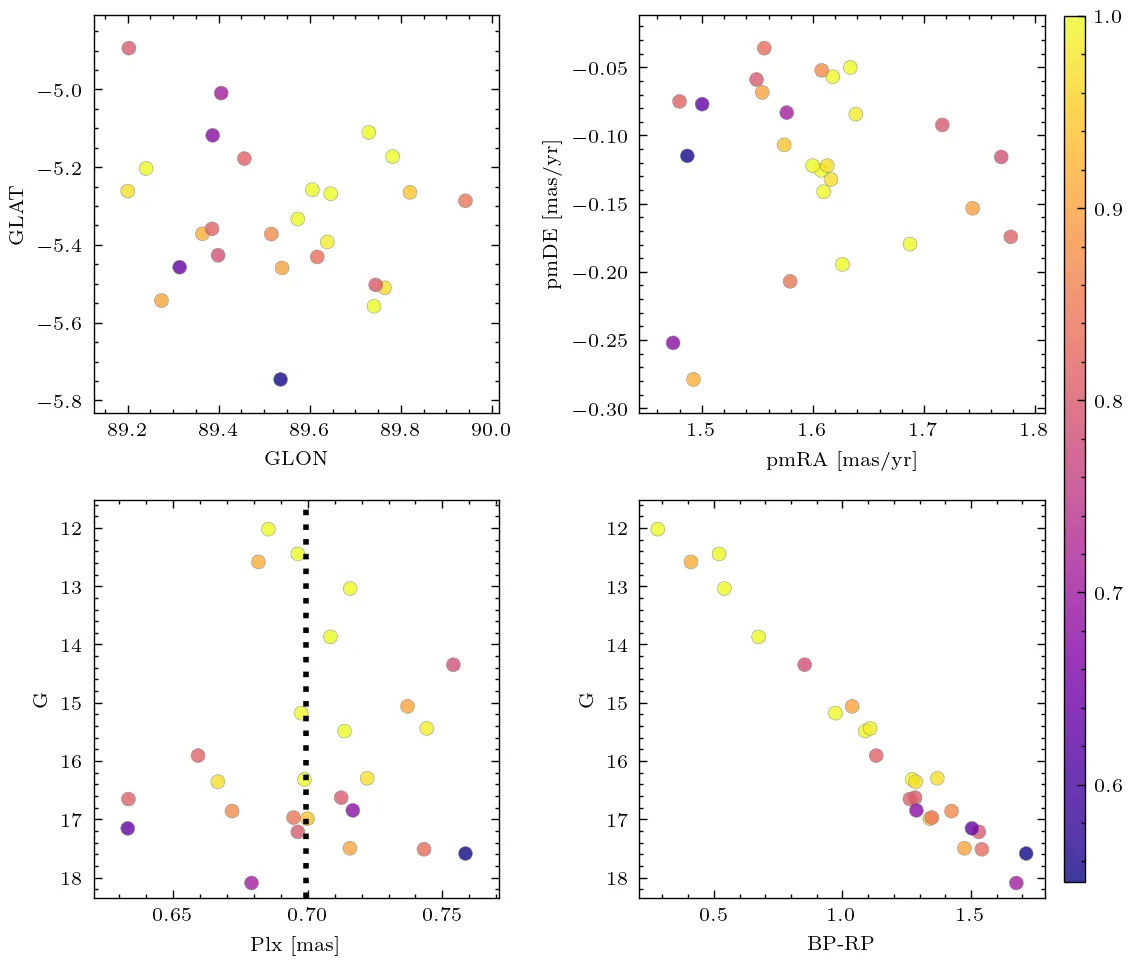 −5.0
−5.2
−5.4
−5.6
−5.8
GLAT
89.2 89.4 89.6 89.8 90.0
GLON
−0.05
−0.10
−0.15
−0.20
−0.25
−0.30
pmDE [mas/yr]
1.5 1.6 1.7 1.8
pmRA [mas/yr]
1.0
0.9
0.8
0.7
0.6
12
13
14
15
16
17
18
G
0.65 0.70 0.75
Plx [mas]
12
13
14
15
16
17
18
G
0.5 1.0 1.5
BP-RP